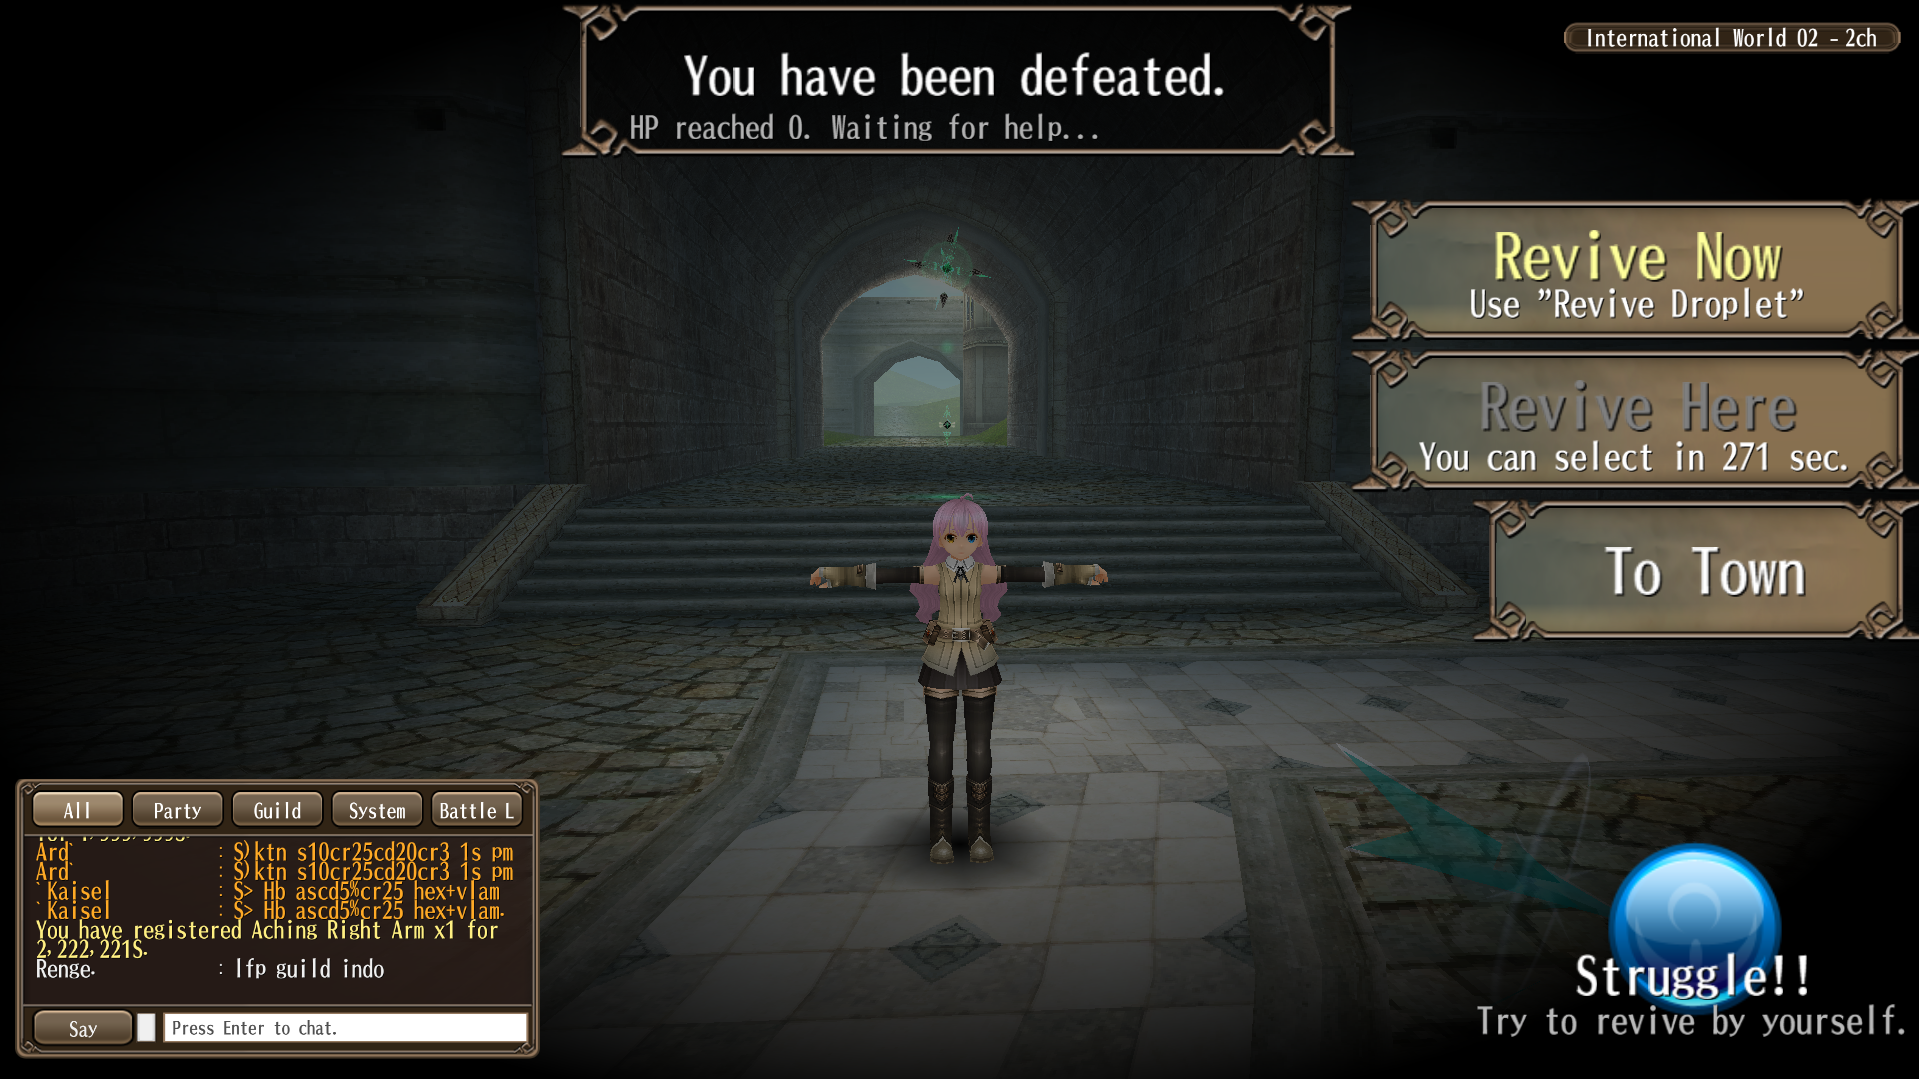 You have been defeated.
HP reached 0. Waiting for help...
International World 02 - 2ch
Revive Now
Use "Revive Droplet"
Revive Here
You can select in 271 sec.
To Town
All Party Guild System Battle L
Ard` : S)ktn s10cr25cd20cr3 1s pm
Ard` : S)ktn s10cr25cd20cr3 1s pm
`Kaisel : S> Hb ascd5%cr25 hex+vlam
`Kaisel : S> Hb ascd5%cr25 hex+vlam.
You have registered Aching Right Arm x1 for
2,222,221S.
Renge. : lfp guild indo
Say Press Enter to chat.
Struggle!!
Try to revive by yourself.